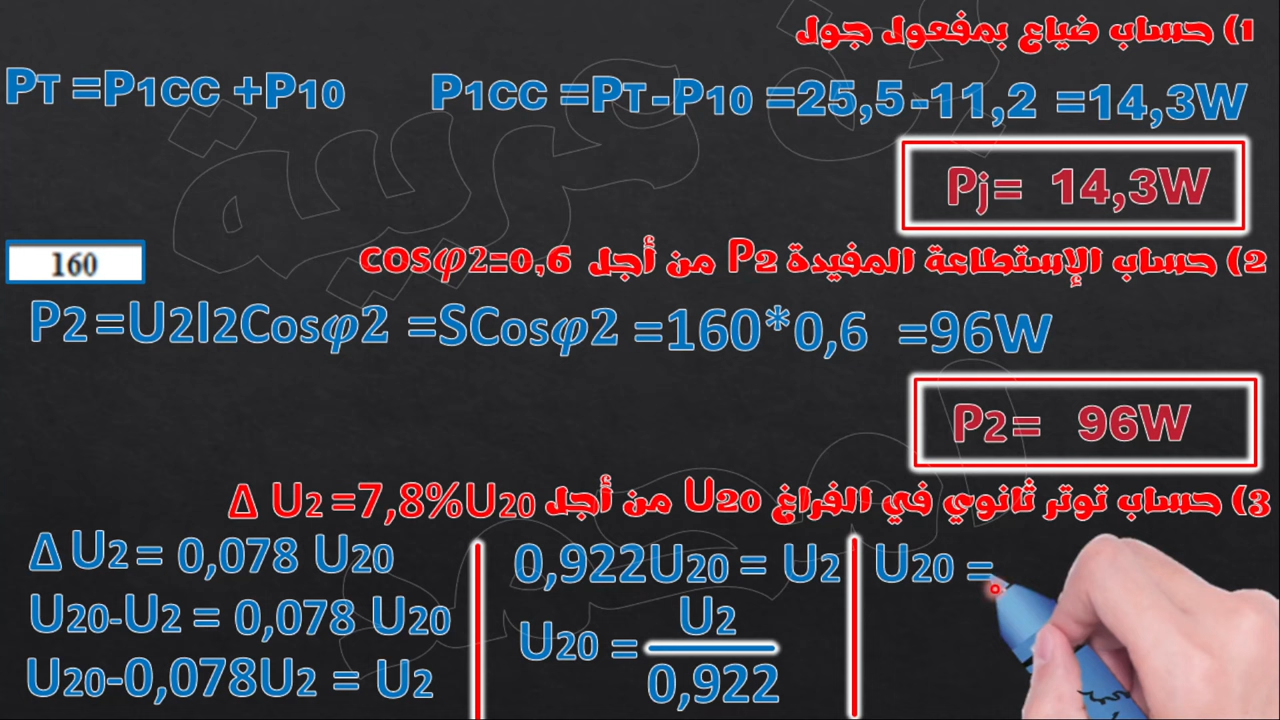 1) حساب ضياع بمفعول جول
PT =P1CC +P10 P1CC =PT-P10 =25,5-11,2 =14,3W
Pj= 14,3W
2) حساب الإستطاعة المفيدة P2 من أجل cosφ2=0,6
160
P2=U2I2Cosφ2 =SCosφ2 =160*0,6 =96W
P2= 96W
3) حساب توتر ثانوي في الفراغ U20 من أجل Δ U2=7,8%U20
Δ U2= 0,078 U20
U20-U2 = 0,078 U20
U20-0,078U2 = U2
0,922U20 = U2
U20 = U2
0,922
U20 =